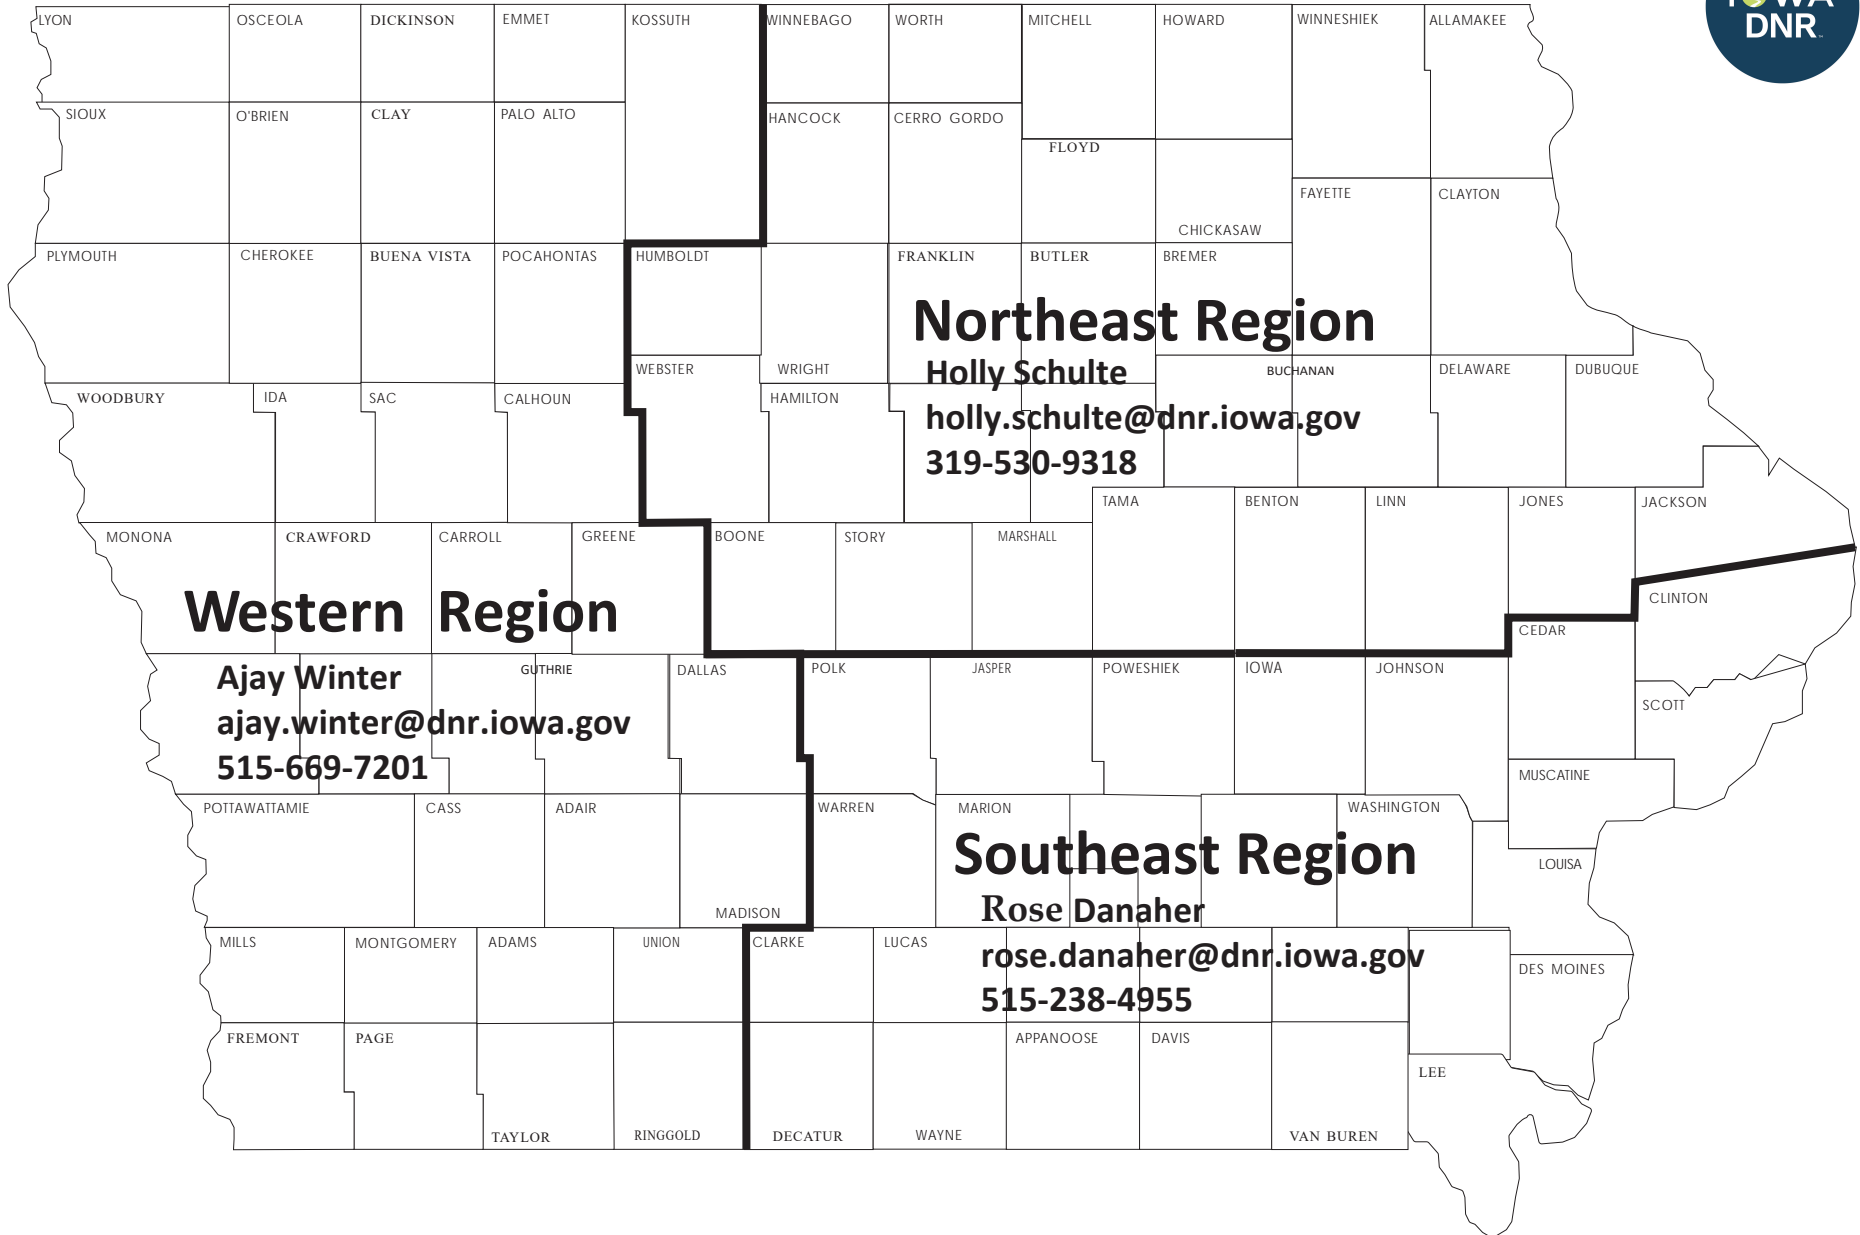 IOWA
DNR
LYON OSCEOLA DICKINSON EMMET KOSSUTH WINNEBAGO WORTH MITCHELL HOWARD WINNESHIEK ALLAMAKEE
SIOUX O'BRIEN CLAY PALO ALTO HANCOCK CERRO GORDO
FLOYD
FAYETTE CLAYTON
CHICKASAW
PLYMOUTH CHEROKEE BUENA VISTA POCAHONTAS HUMBOLDT FRANKLIN BUTLER BREMER
Northeast Region
WEBSTER WRIGHT BUCHANAN DELAWARE DUBUQUE
Holly Schulte
WOODBURY IDA SAC CALHOUN HAMILTON
holly.schulte@dnr.iowa.gov
319-530-9318
TAMA BENTON LINN JONES JACKSON
MONONA CRAWFORD CARROLL GREENE BOONE STORY MARSHALL
CLINTON
Western Region
CEDAR
GUTHRIE DALLAS POLK JASPER POWESHIEK IOWA JOHNSON
Ajay Winter
ajay.winter@dnr.iowa.gov
515-669-7201
SCOTT
MUSCATINE
POTTAWATTAMIE CASS ADAIR WARREN MARION WASHINGTON
Southeast Region
LOUISA
Rose Danaher
MADISON
MILLS MONTGOMERY ADAMS UNION CLARKE LUCAS
rose.danaher@dnr.iowa.gov
DES MOINES
515-238-4955
FREMONT PAGE APPANOOSE DAVIS
LEE
TAYLOR RINGGOLD DECATUR WAYNE VAN BUREN